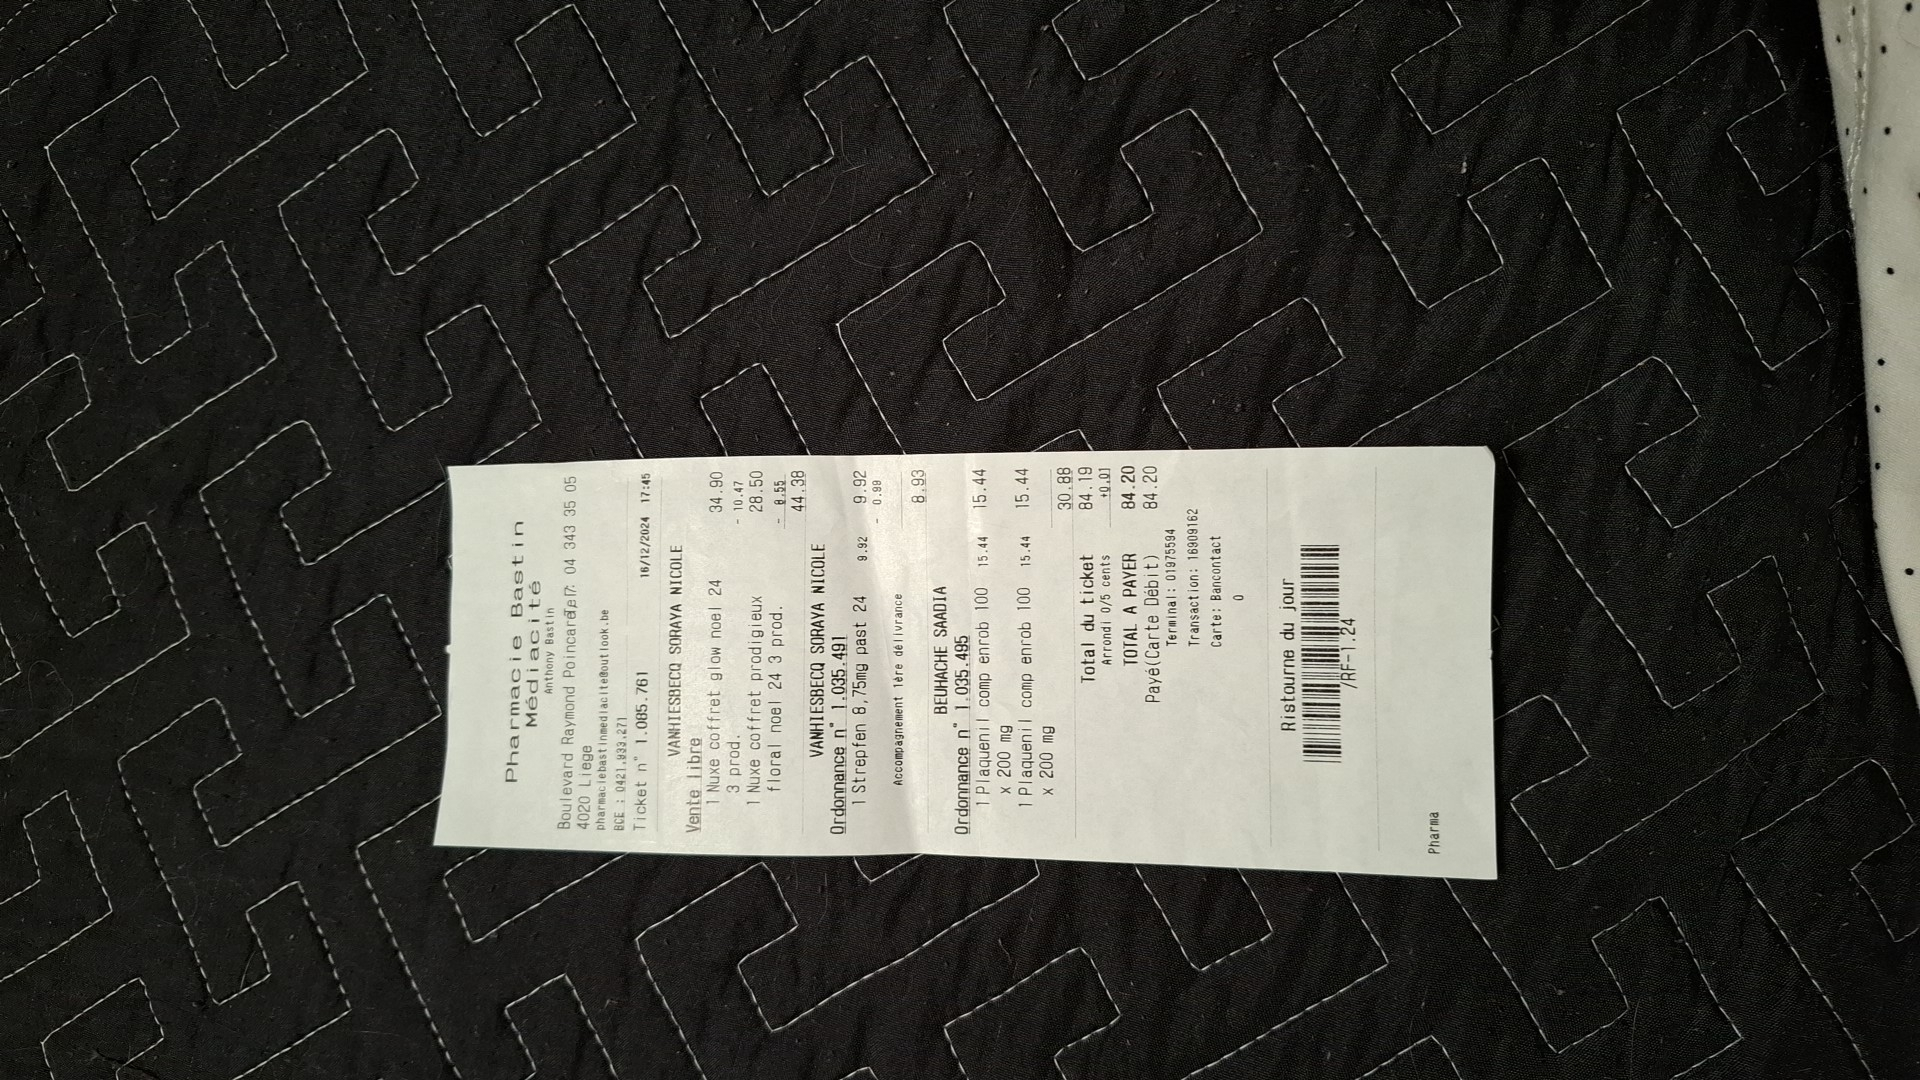 Pharmacie Bastin
Médiacité
Anthony Bastin
Boulevard Raymond Poincaré 7 Tel: 04 343 35 05
4020 Liege
pharmaciebastinmediacite@outlook.be
BCE : 0421.933.271
Ticket n° 1.085.761 16/12/2024 17:45
VANHIESBECQ SORAYA NICOLE
Vente libre
1 Nuxe coffret glow noel 24 34.90
3 prod. - 10.47
1 Nuxe coffret prodigieux 28.50
floral noel 24 3 prod. - 8.55
44.38
VANHIESBECQ SORAYA NICOLE
Ordonnance n° 1.035.491
1 Strepfen 8,75mg past 24 9.92 9.92
- 0.99
Accompagnement 1ère délivrance
8.93
BEUHACHE SAADIA
Ordonnance n° 1.035.495
1 Plaquenil comp enrob 100 15.44 15.44
x 200 mg
1 Plaquenil comp enrob 100 15.44 15.44
x 200 mg
30.88
Total du ticket 84.19
Arrondi 0/5 cents +0.01
TOTAL A PAYER 84.20
Payé(Carte Débit) 84.20
Terminal: 01975594
Transaction: 16909162
Carte: Bancontact
0
Ristourne du jour
/RF-1.24
Pharma